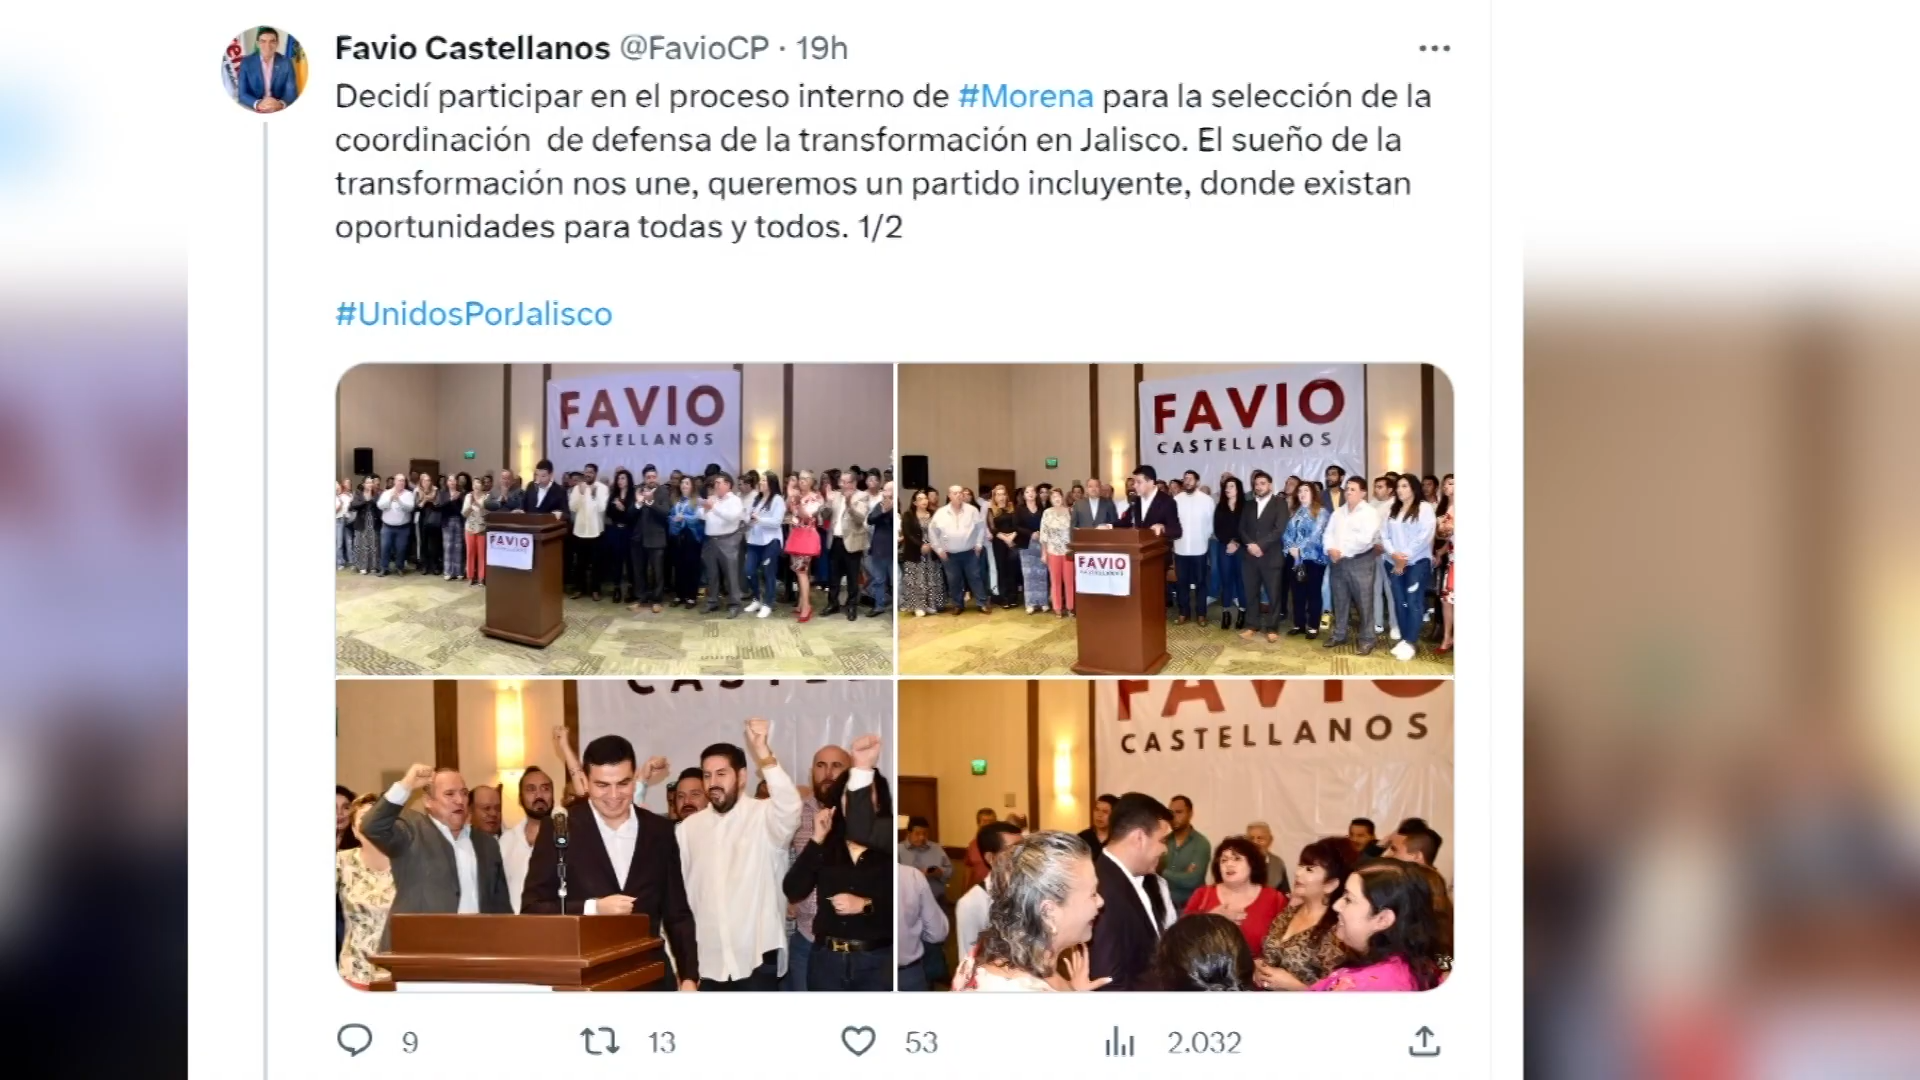 Favio Castellanos @FavioCP · 19h
Decidí participar en el proceso interno de #Morena para la selección de la
coordinación de defensa de la transformación en Jalisco. El sueño de la
transformación nos une, queremos un partido incluyente, donde existan
oportunidades para todas y todos. 1/2
#UnidosPorJalisco
FAVIO
CASTELLANOS
FAVIO
FAVIO
CASTELLANOS
FAVIO
CASTELLANOS
CASTE
FAVIO
CASTELLANOS
9
13
53
2.032